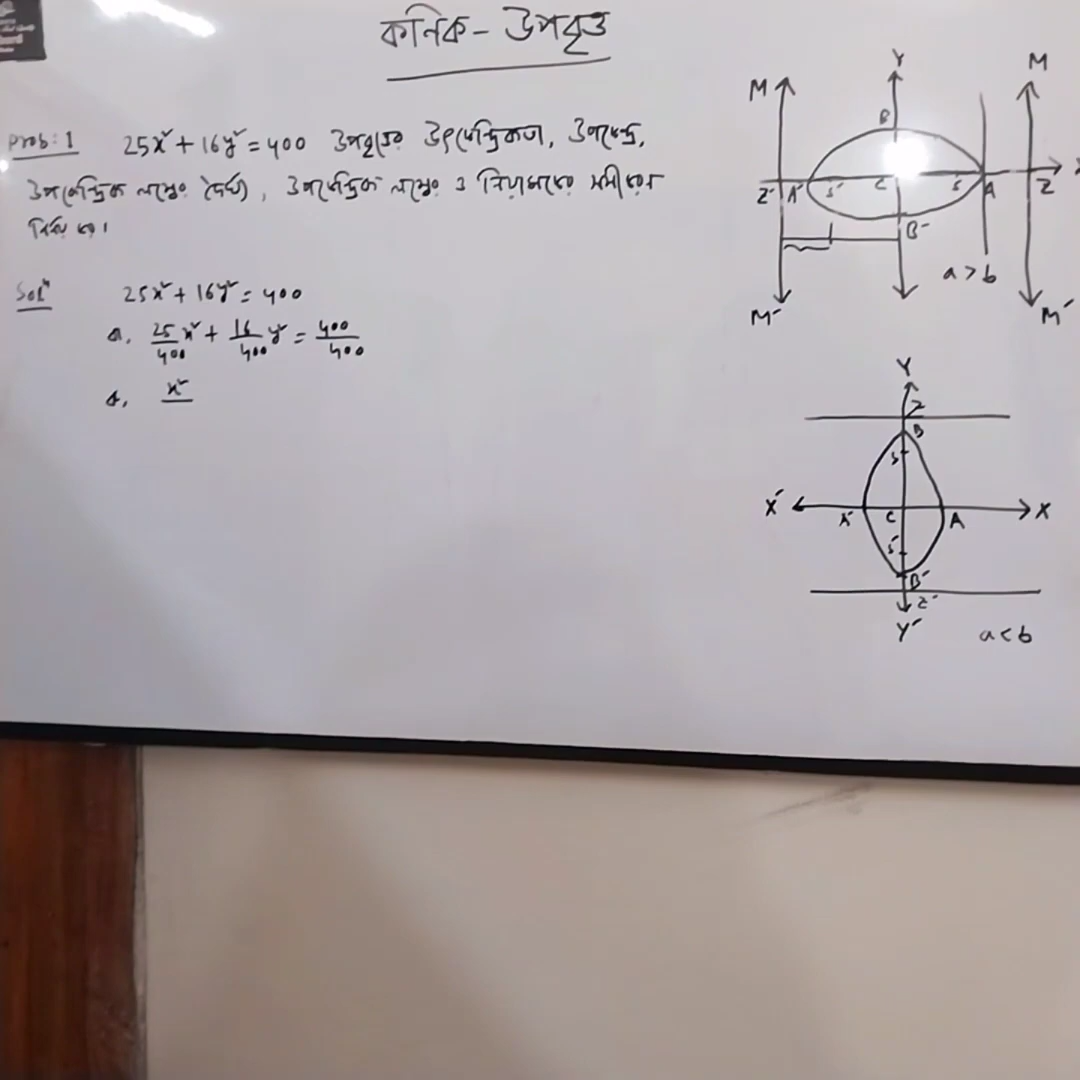 কনিক - উপবৃত্ত
Prob: 1 25x² + 16y² = 400 উপবৃত্তের উৎকেন্দ্রিকতা, উপকেন্দ্র,
উপকেন্দ্রিক লম্বের দৈর্ঘ্য, উপকেন্দ্রিক লম্বের ও নিয়ামকের সমীকরণ
নির্ণয় কর।
Solⁿ 25x² + 16y² = 400
বা, 25/400 x² + 16/400 y² = 400/400
বা, x²
M Y M
B
Z' A' S' C S A Z
B'
a > b
M' M'
Y
Z
B
S
X' A' C A X
S'
B'
Z'
Y' a < b